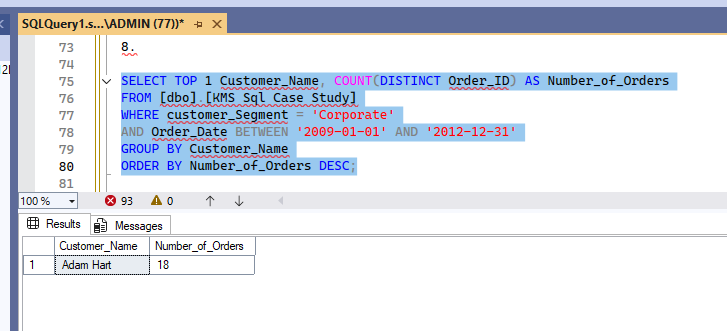 SQLQuery1.s...\ADMIN (77))*
73 8.
74
75 SELECT TOP 1 Customer_Name, COUNT(DISTINCT Order_ID) AS Number_of_Orders
76 FROM [dbo].[KMS Sql Case Study]
77 WHERE customer_Segment = 'Corporate'
78 AND Order_Date BETWEEN '2009-01-01' AND '2012-12-31'
79 GROUP BY Customer_Name
80 ORDER BY Number_of_Orders DESC;
81
100 % 93 0
Results Messages
Customer_Name Number_of_Orders
1 Adam Hart 18